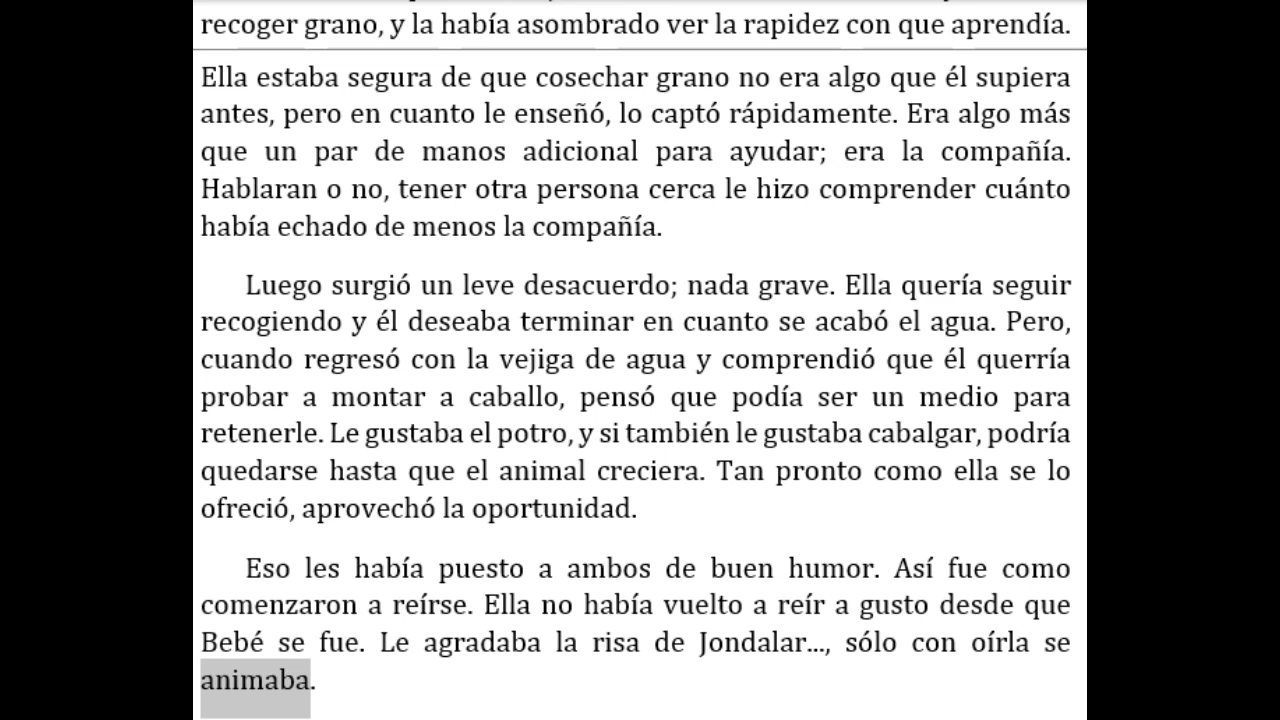 recoger grano, y la había asombrado ver la rapidez con que aprendía.
Ella estaba segura de que cosechar grano no era algo que él supiera
antes, pero en cuanto le enseñó, lo captó rápidamente. Era algo más
que un par de manos adicional para ayudar; era la compañía.
Hablaran o no, tener otra persona cerca le hizo comprender cuánto
había echado de menos la compañía.
Luego surgió un leve desacuerdo; nada grave. Ella quería seguir
recogiendo y él deseaba terminar en cuanto se acabó el agua. Pero,
cuando regresó con la vejiga de agua y comprendió que él querría
probar a montar a caballo, pensó que podía ser un medio para
retenerle. Le gustaba el potro, y si también le gustaba cabalgar, podría
quedarse hasta que el animal creciera. Tan pronto como ella se lo
ofreció, aprovechó la oportunidad.
Eso les había puesto a ambos de buen humor. Así fue como
comenzaron a reírse. Ella no había vuelto a reír a gusto desde que
Bebé se fue. Le agradaba la risa de Jondalar..., sólo con oírla se
animaba.